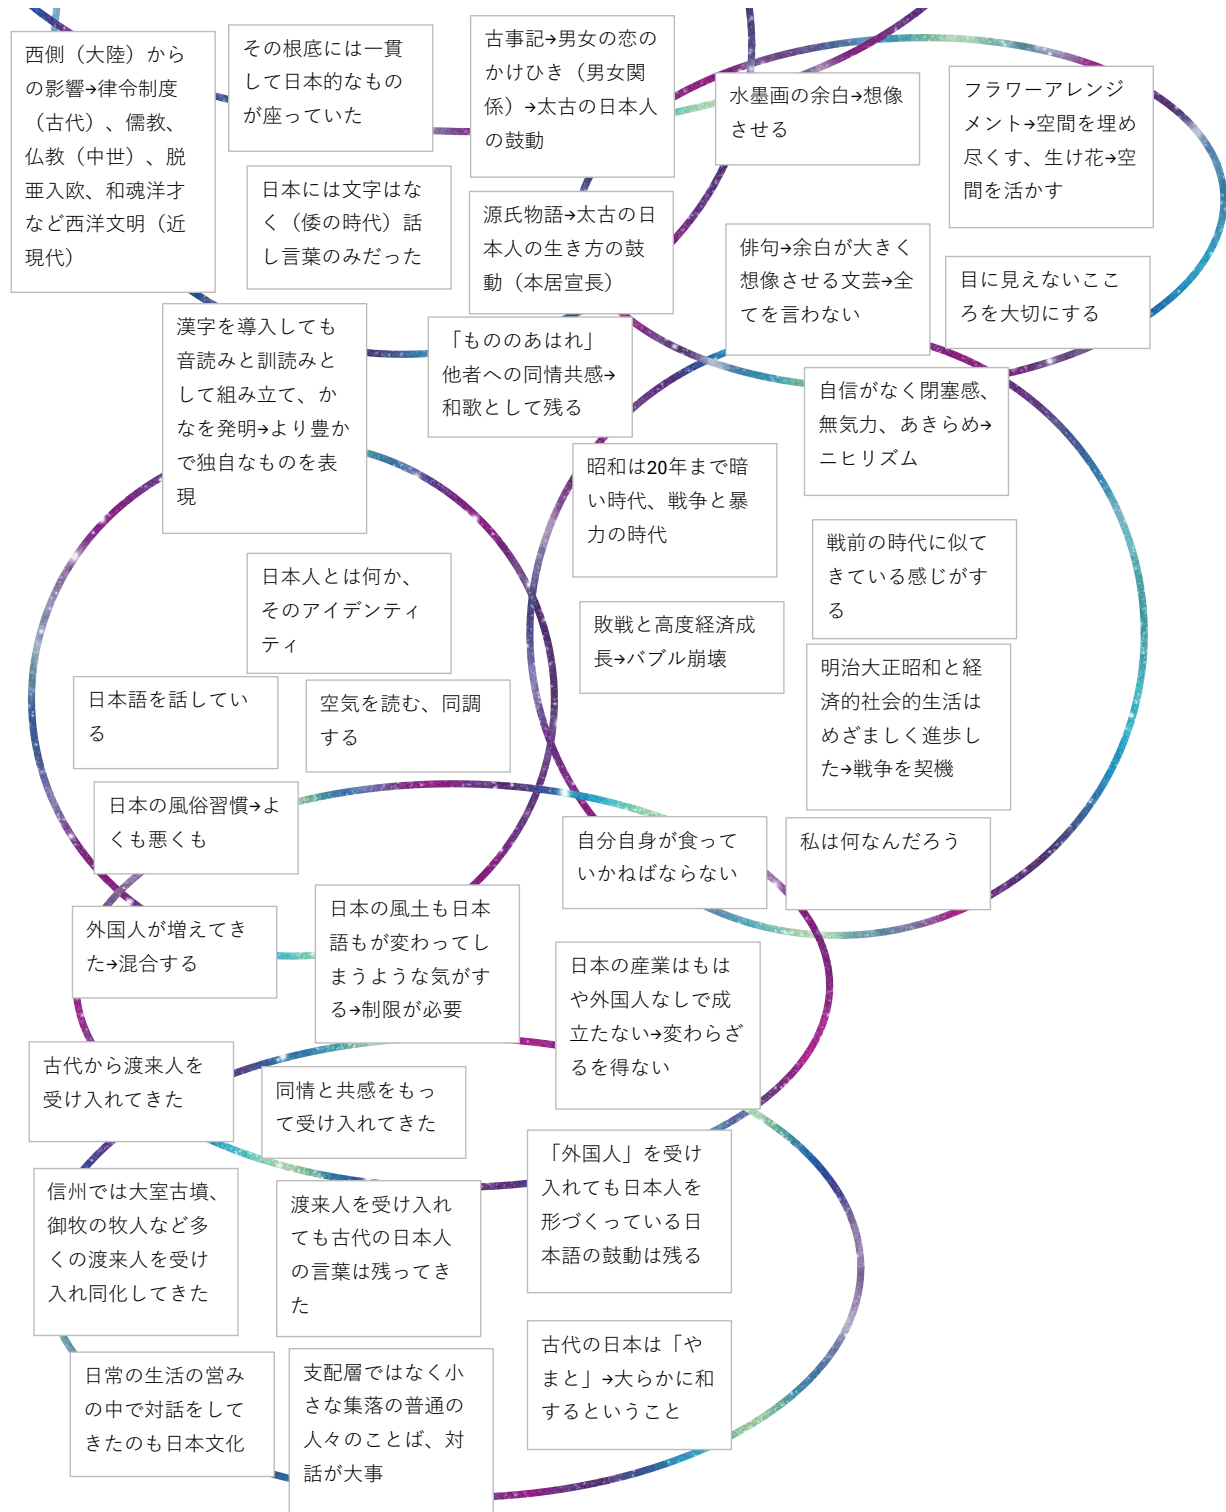 西側（大陸）から
の影響→律令制度
（古代）、儒教、
仏教（中世）、脱
亜入欧、和魂洋才
など西洋文明（近
現代）
その根底には一貫
して日本的なもの
が座っていた
古事記→男女の恋の
かけひき（男女関
係）→太古の日本人
の鼓動
水墨画の余白→想像
させる
フラワーアレンジ
メント→空間を埋め
尽くす、生け花→空
間を活かす
日本には文字はな
く（倭の時代）話
し言葉のみだった
源氏物語→太古の日
本人の生き方の鼓
動（本居宣長）
俳句→余白が大きく
想像させる文芸→全
てを言わない
目に見えないここ
ろを大切にする
漢字を導入しても
音読みと訓読みと
して組み立て、か
なを発明→より豊か
で独自なものを表
現
「もののあはれ」
他者への同情共感→
和歌として残る
自信がなく閉塞感、
無気力、あきらめ→
ニヒリズム
昭和は20年まで暗
い時代、戦争と暴
力の時代
戦前の時代に似て
きている感じがす
る
日本人とは何か、
そのアイデンティ
ティ
敗戦と高度経済成
長→バブル崩壊
明治大正昭和と経
済的社会的生活は
めざましく進歩し
た→戦争を契機
日本語を話してい
る
空気を読む、同調
する
日本の風俗習慣→よ
くも悪くも
自分自身が食って
いかねばならない
私は何なんだろう
外国人が増えてき
た→混合する
日本の風土も日本
語もが変わってし
まうような気がす
る→制限が必要
日本の産業はもは
や外国人なしで成
立たない→変わらざ
るを得ない
古代から渡来人を
受け入れてきた
同情と共感をもっ
て受け入れてきた
「外国人」を受け
入れても日本人を
形づくっている日
本語の鼓動は残る
信州では大室古墳、
御牧の牧人など多
くの渡来人を受け
入れ同化してきた
渡来人を受け入れ
ても古代の日本人
の言葉は残ってき
た
古代の日本は「や
まと」→大らかに和
するということ
日常の生活の営み
の中で対話をして
きたのも日本文化
支配層ではなく小
さな集落の普通の
人々のことば、対
話が大事